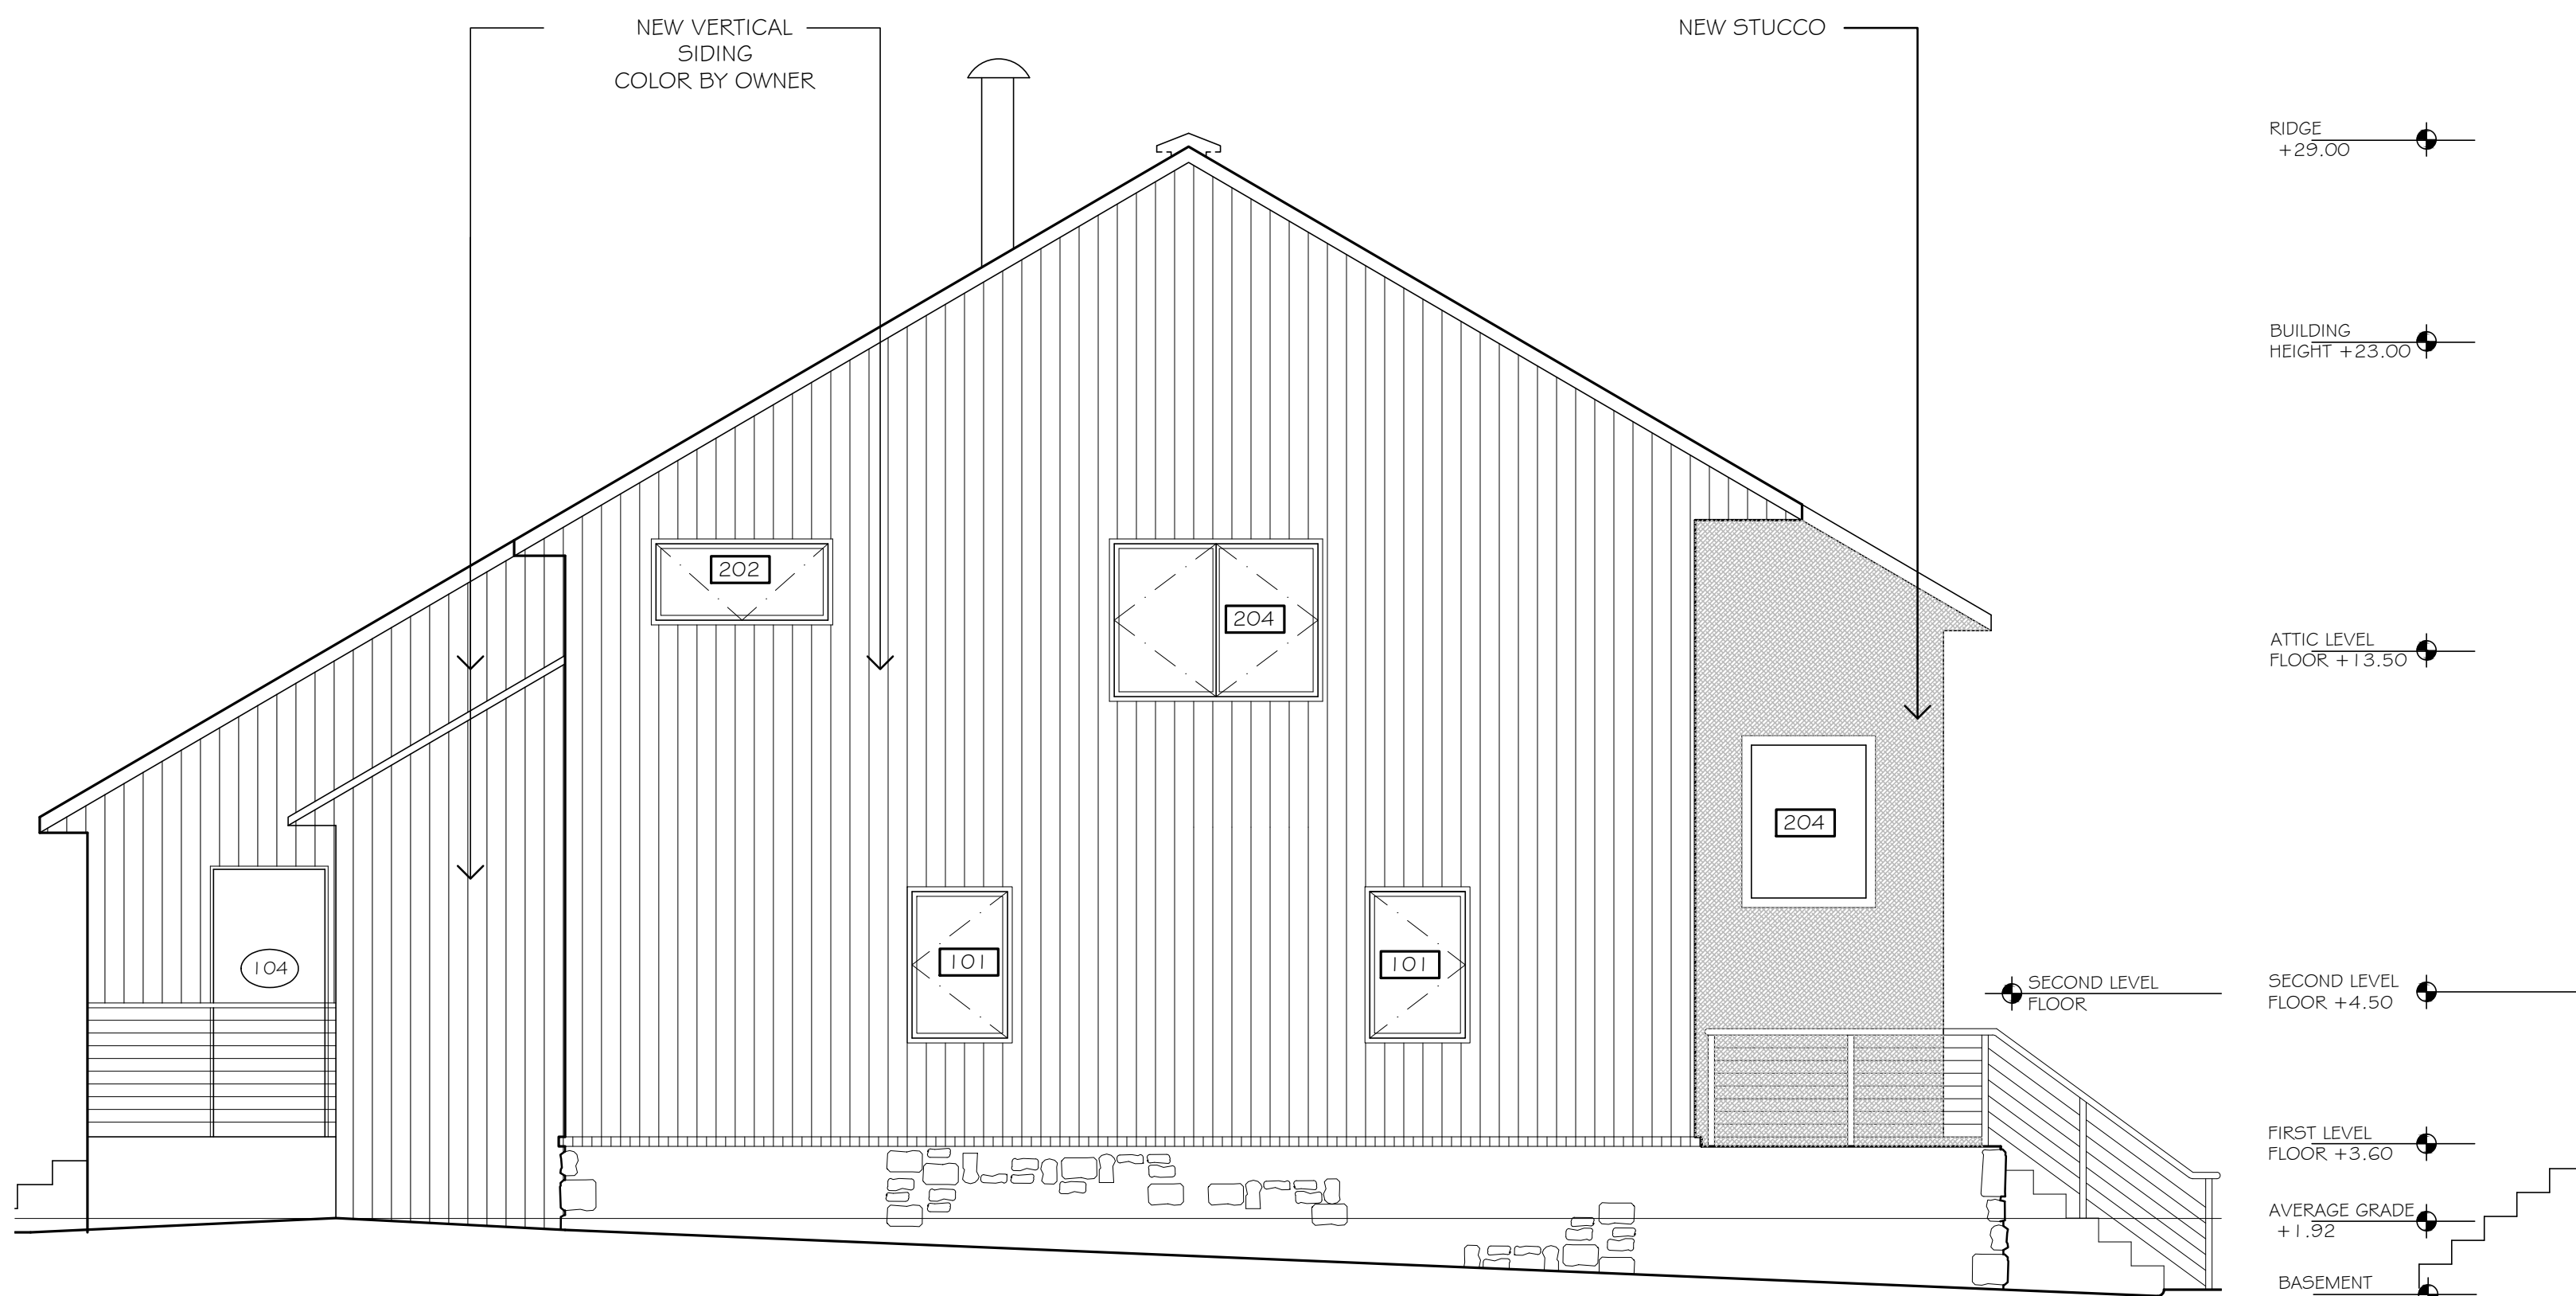 NEW VERTICAL
SIDING
COLOR BY OWNER
NEW STUCCO
RIDGE
+29.00
BUILDING
HEIGHT +23.00
202
204
ATTIC LEVEL
FLOOR +13.50
204
104
101
101
SECOND LEVEL
FLOOR
SECOND LEVEL
FLOOR +4.50
FIRST LEVEL
FLOOR +3.60
AVERAGE GRADE
+1.92
BASEMENT